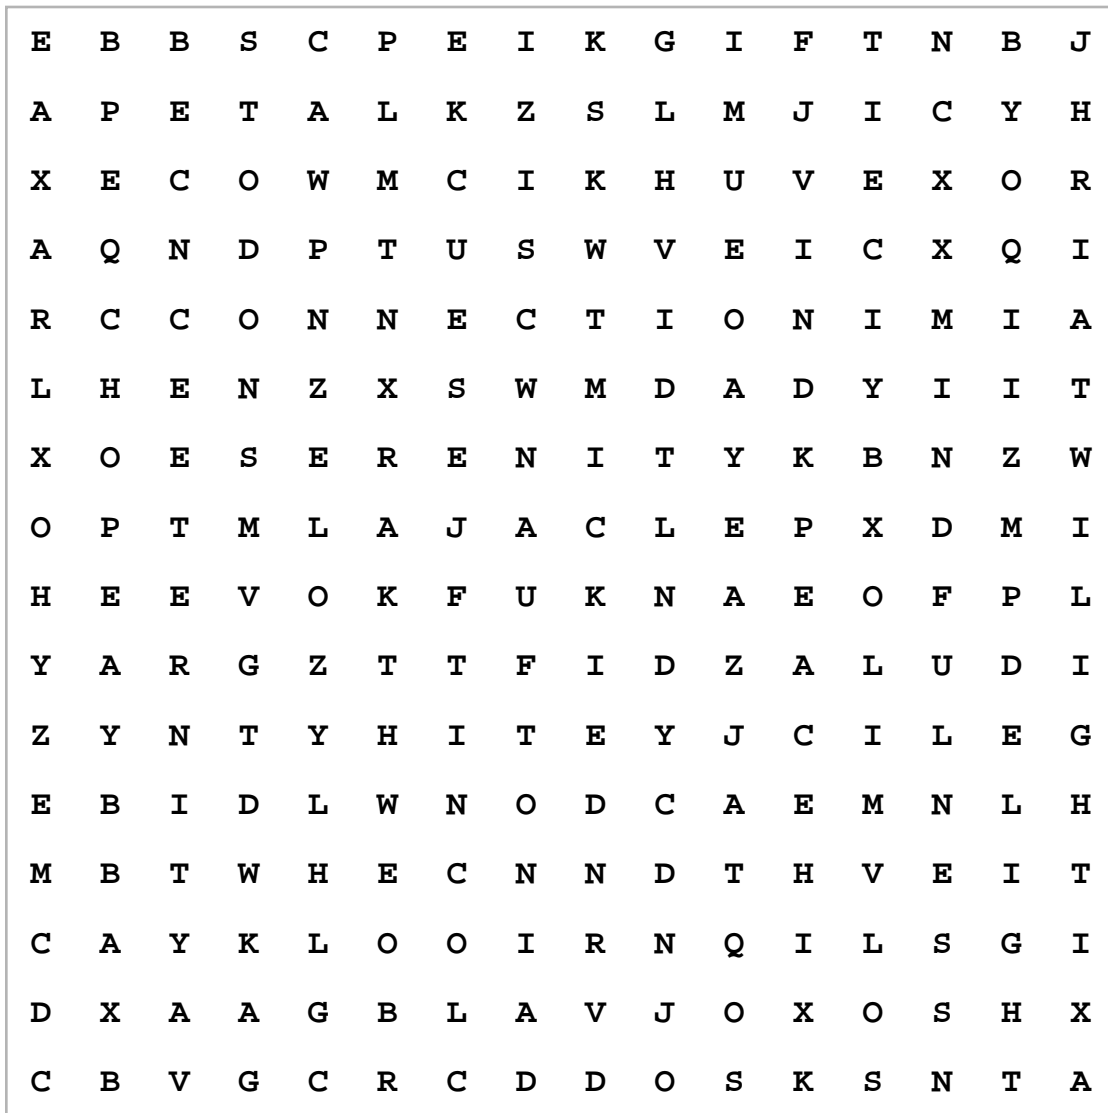 E B B S C P E I K G I F T N B J
A P E T A L K Z S L M J I C Y H
X E C O W M C I K H U V E X O R
A Q N D P T U S W V E I C X Q I
R C C O N N E C T I O N I M I A
L H E N Z X S W M D A D Y I I T
X O E S E R E N I T Y K B N Z W
O P T M L A J A C L E P X D M I
H E E V O K F U K N A E O F P L
Y A R G Z T T F I D Z A L U D I
Z Y N T Y H I T E Y J C I L E G
E B I D L W N O D C A E M N L H
M B T W H E C N N D T H V E I T
C A Y K L O O I R N Q I L S G I
D X A A G B L A V J O X O S H X
C B V G C R C D D O S K S N T A